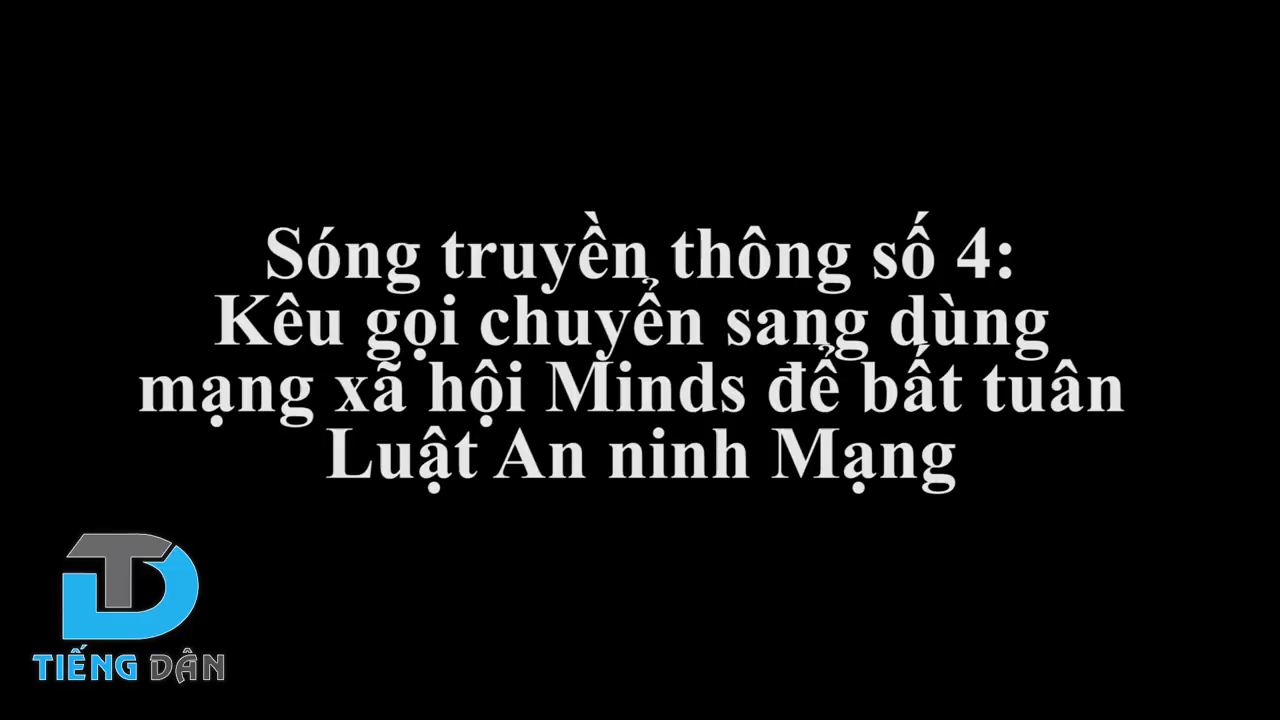 Sóng truyền thông số 4:
Kêu gọi chuyển sang dùng
mạng xã hội Minds để bất tuân
Luật An ninh Mạng
TD
TIẾNG DÂN